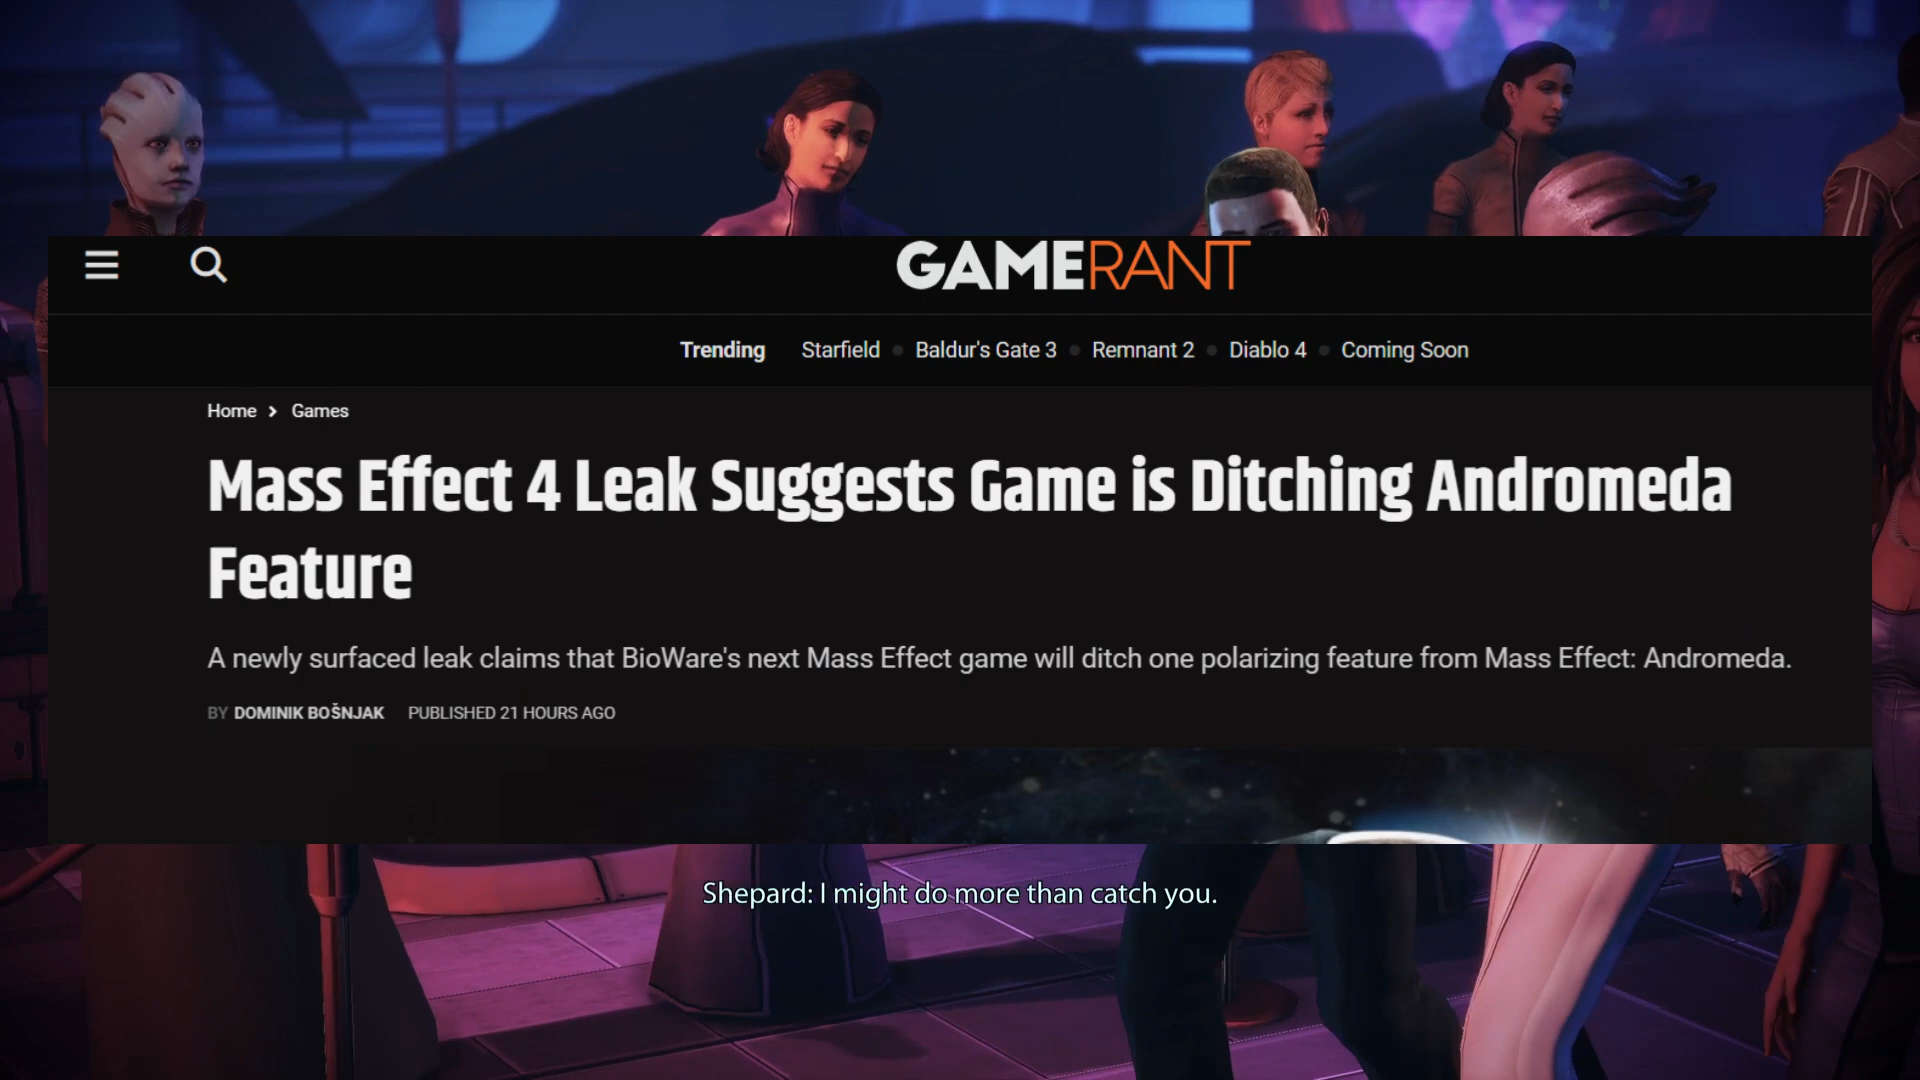 GAMERANT
Trending Starfield Baldur's Gate 3 Remnant 2 Diablo 4 Coming Soon
Home > Games
Mass Effect 4 Leak Suggests Game is Ditching Andromeda
Feature
A newly surfaced leak claims that BioWare's next Mass Effect game will ditch one polarizing feature from Mass Effect: Andromeda.
BY DOMINIK BOŠNJAK PUBLISHED 21 HOURS AGO
Shepard: I might do more than catch you.